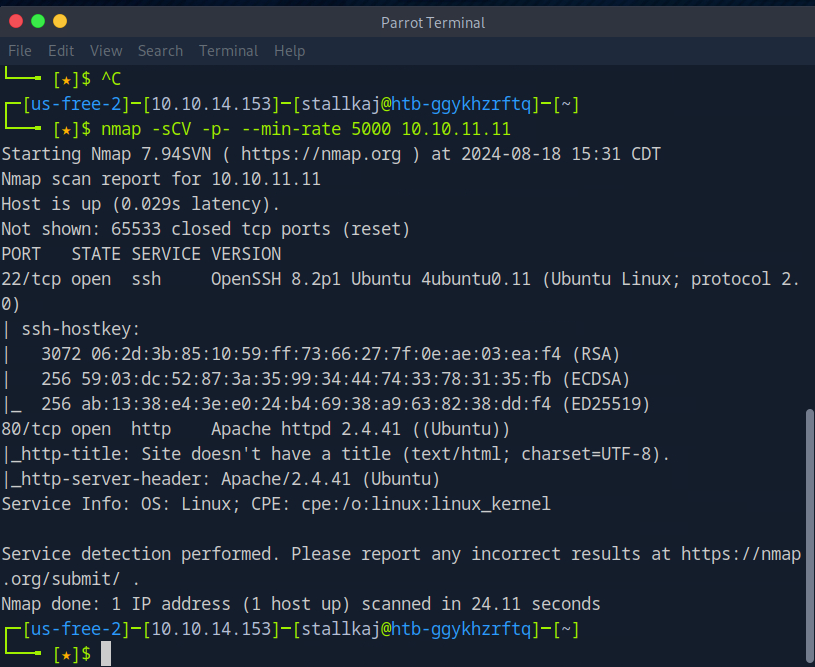 Parrot Terminal
File Edit View Search Terminal Help
└──╼ [★]$ ^C
┌─[us-free-2]─[10.10.14.153]─[stallkaj@htb-ggykhzrftq]─[~]
└──╼ [★]$ nmap -sCV -p- --min-rate 5000 10.10.11.11
Starting Nmap 7.94SVN ( https://nmap.org ) at 2024-08-18 15:31 CDT
Nmap scan report for 10.10.11.11
Host is up (0.029s latency).
Not shown: 65533 closed tcp ports (reset)
PORT   STATE SERVICE VERSION
22/tcp open  ssh     OpenSSH 8.2p1 Ubuntu 4ubuntu0.11 (Ubuntu Linux; protocol 2.
0)
| ssh-hostkey:
|   3072 06:2d:3b:85:10:59:ff:73:66:27:7f:0e:ae:03:ea:f4 (RSA)
|   256 59:03:dc:52:87:3a:35:99:34:44:74:33:78:31:35:fb (ECDSA)
|_  256 ab:13:38:e4:3e:e0:24:b4:69:38:a9:63:82:38:dd:f4 (ED25519)
80/tcp open  http    Apache httpd 2.4.41 ((Ubuntu))
|_http-title: Site doesn't have a title (text/html; charset=UTF-8).
|_http-server-header: Apache/2.4.41 (Ubuntu)
Service Info: OS: Linux; CPE: cpe:/o:linux:linux_kernel

Service detection performed. Please report any incorrect results at https://nmap
.org/submit/ .
Nmap done: 1 IP address (1 host up) scanned in 24.11 seconds
┌─[us-free-2]─[10.10.14.153]─[stallkaj@htb-ggykhzrftq]─[~]
└──╼ [★]$